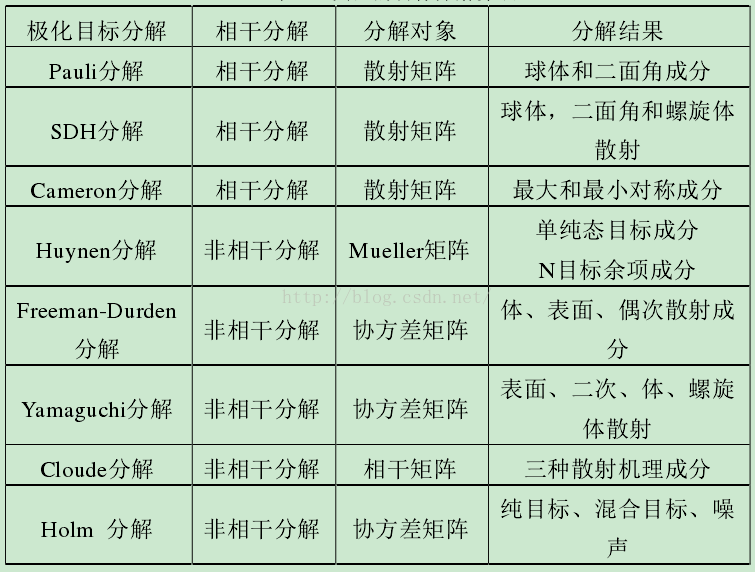 极化目标分解 相干分解 分解对象 分解结果
Pauli分解 相干分解 散射矩阵 球体和二面角成分
SDH分解 相干分解 散射矩阵 球体，二面角和螺旋体
散射
Cameron分解 相干分解 散射矩阵 最大和最小对称成分
Huynen分解 非相干分解 Mueller矩阵 单纯态目标成分
N目标余项成分
http://blog.csdn.net/
Freeman-Durden
分解 非相干分解 协方差矩阵 体、表面、偶次散射成
分
Yamaguchi分解 非相干分解 协方差矩阵 表面、二次、体、螺旋
体散射
Cloude分解 非相干分解 相干矩阵 三种散射机理成分
Holm 分解 非相干分解 协方差矩阵 纯目标、混合目标、噪
声